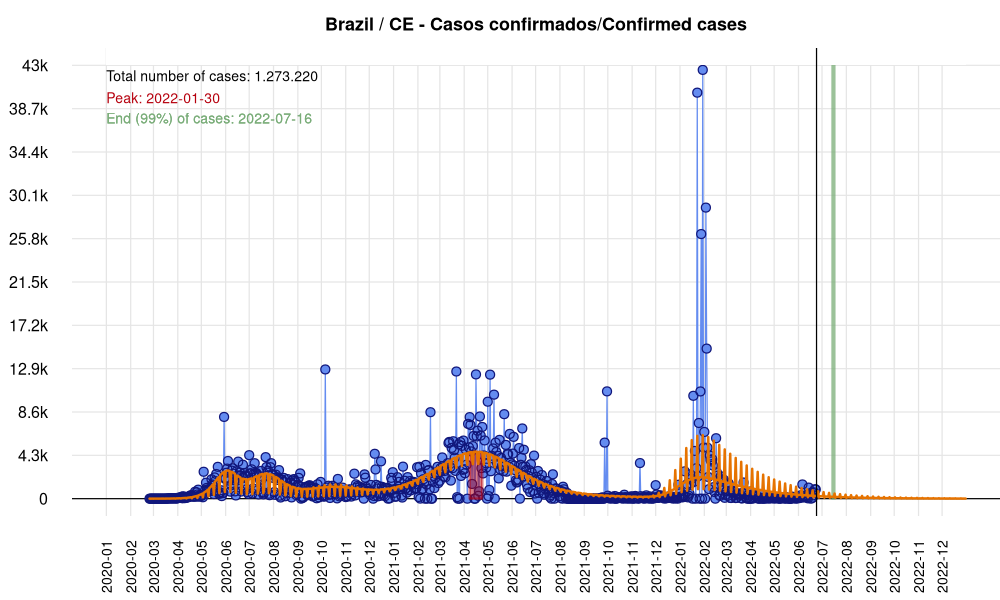 Brazil / CE - Casos confirmados/Confirmed cases
43k
38.7k
34.4k
30.1k
25.8k
21.5k
17.2k
12.9k
8.6k
4.3k
0
Total number of cases: 1.273.220
Peak: 2022-01-30
End (99%) of cases: 2022-07-16
2020-01
2020-02
2020-03
2020-04
2020-05
2020-06
2020-07
2020-08
2020-09
2020-10
2020-11
2020-12
2021-01
2021-02
2021-03
2021-04
2021-05
2021-06
2021-07
2021-08
2021-09
2021-10
2021-11
2021-12
2022-01
2022-02
2022-03
2022-04
2022-05
2022-06
2022-07
2022-08
2022-09
2022-10
2022-11
2022-12